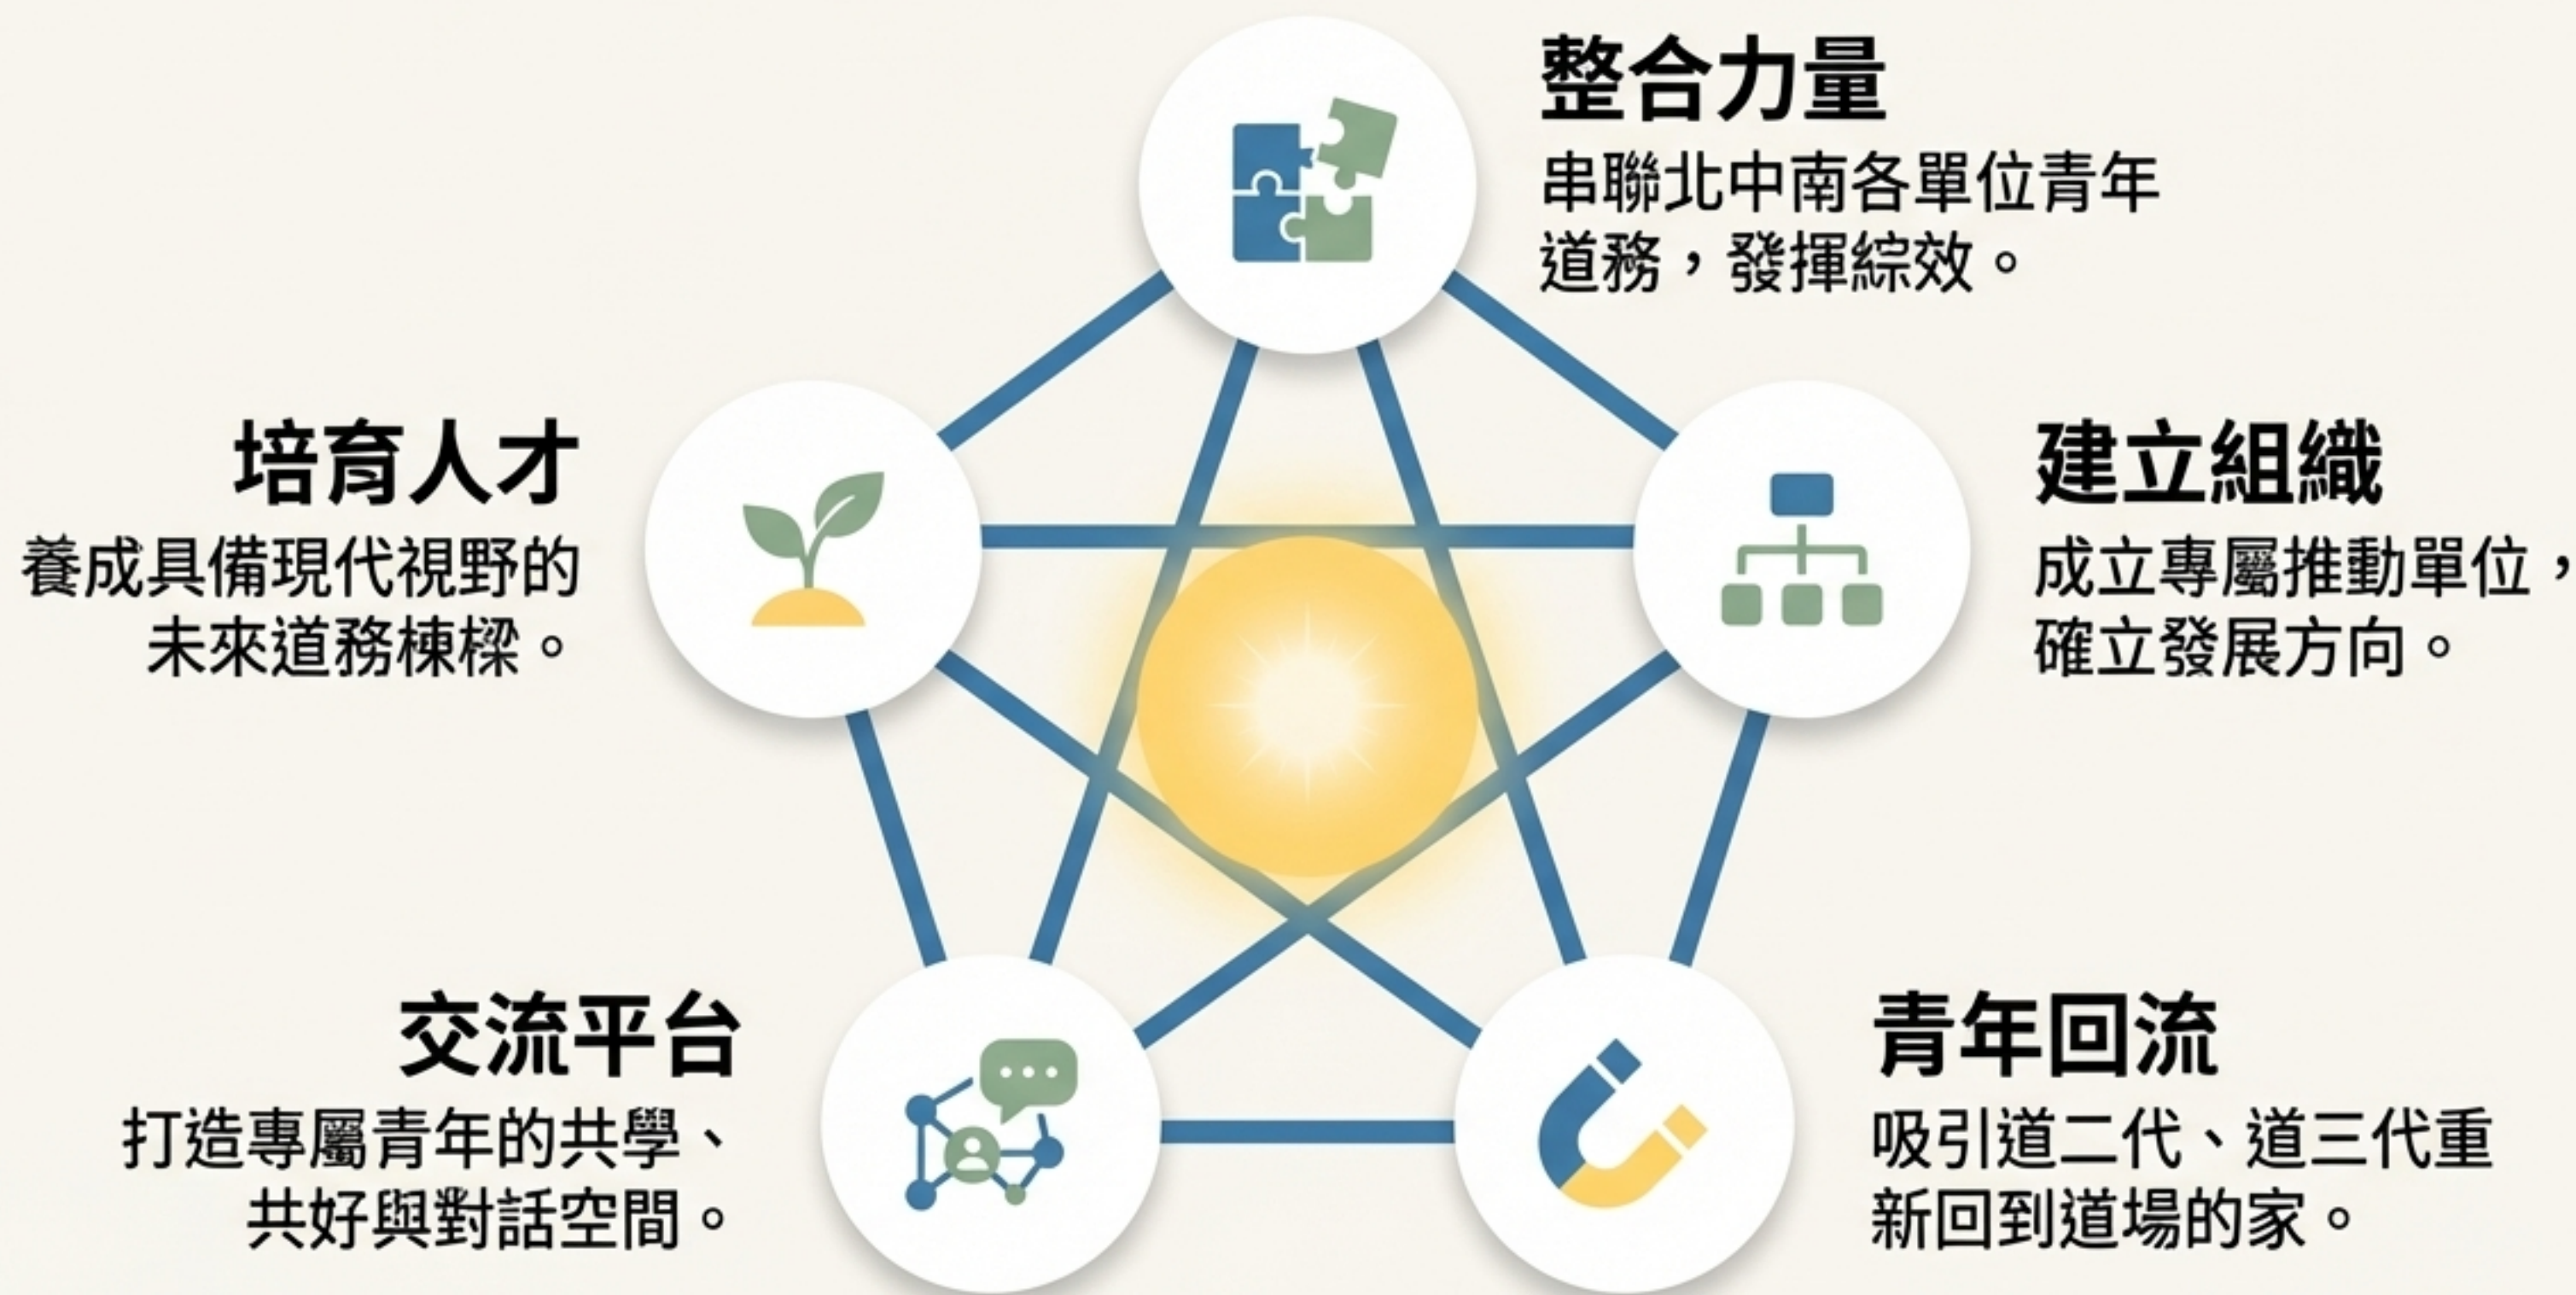 整合力量
串聯北中南各單位青年
道務，發揮綜效。
培育人才
養成具備現代視野的
未來道務棟樑。
建立組織
成立專屬推動單位，
確立發展方向。
交流平台
打造專屬青年的共學、
共好與對話空間。
青年回流
吸引道二代、道三代重
新回到道場的家。